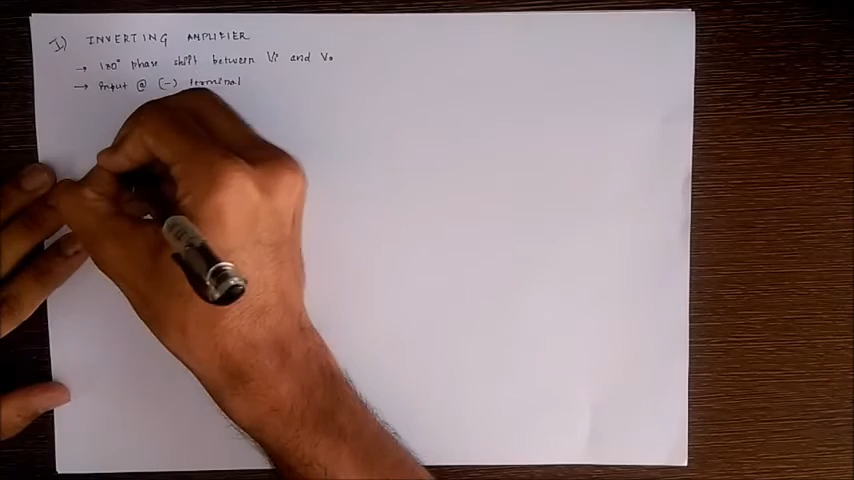 I) INVERTING AMPLIFIER
→ 180° phase shift between Vi and Vo
→ input @ (-) terminal